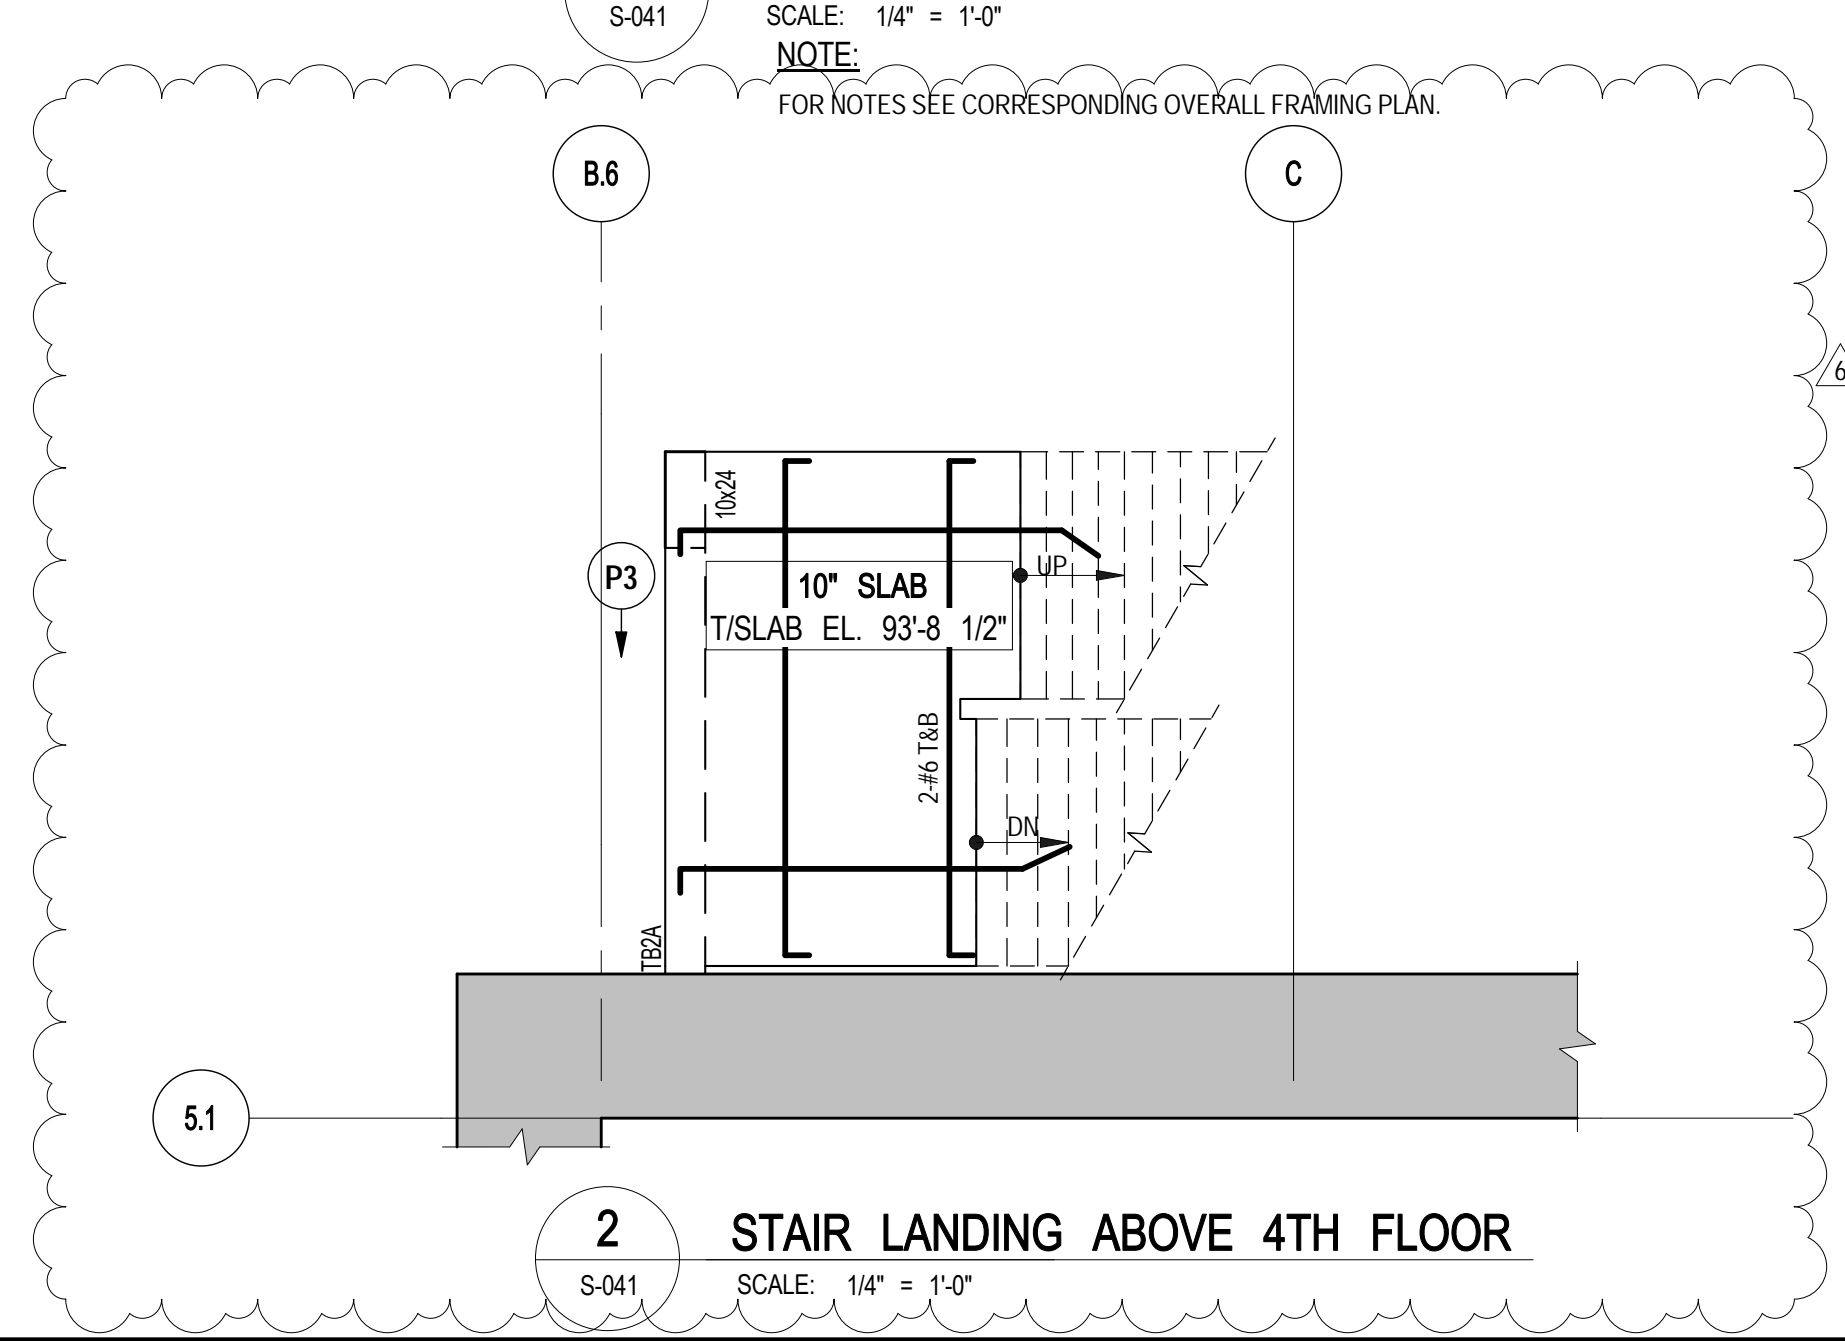 S-041
SCALE: 1/4" = 1'-0"
NOTE:
FOR NOTES SEE CORRESPONDING OVERALL FRAMING PLAN.
B.6
C
6
10x24
P3
UP
10" SLAB
T/SLAB EL. 93'-8 1/2"
2-#6 T&B
DN
TB2A
5.1
2
STAIR LANDING ABOVE 4TH FLOOR
S-041
SCALE: 1/4" = 1'-0"